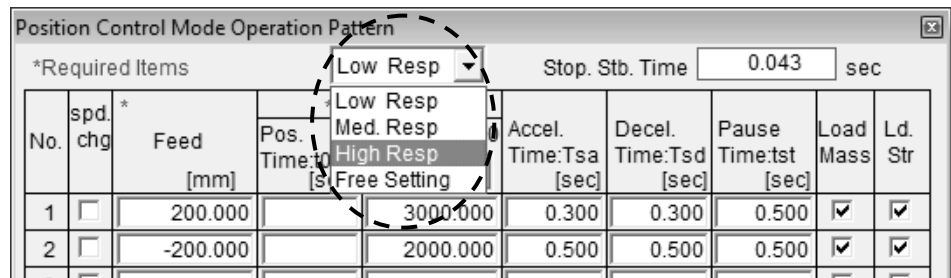 Position Control Mode Operation Pattern
*Required Items Low Resp Stop. Stb. Time 0.043 sec
Low Resp
Med. Resp
High Resp
Free Setting
No. spd. chg * Feed [mm] Pos. Time:t0 Accel. Time:Tsa [sec] Decel. Time:Tsd [sec] Pause Time:tst [sec] Load Mass Ld. Str
1 200.000 3000.000 0.300 0.300 0.500
2 -200.000 2000.000 0.500 0.500 0.500